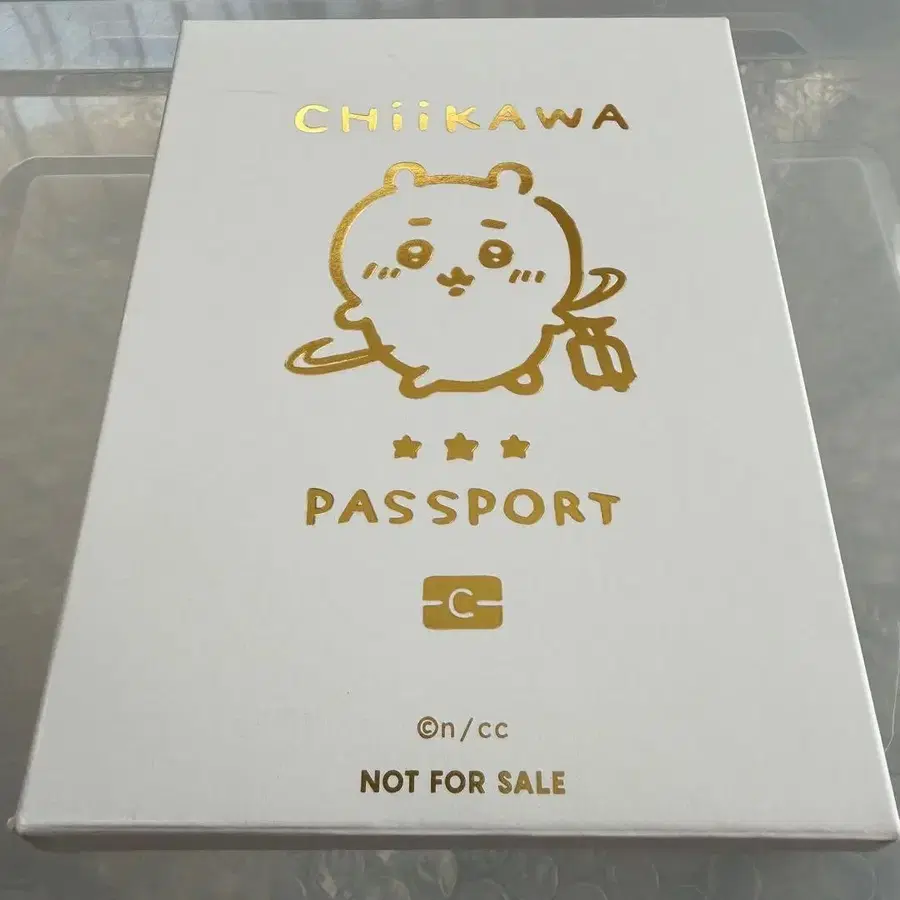 CHiiKAWA
PASSPORT
C
©n/cc
NOT FOR SALE